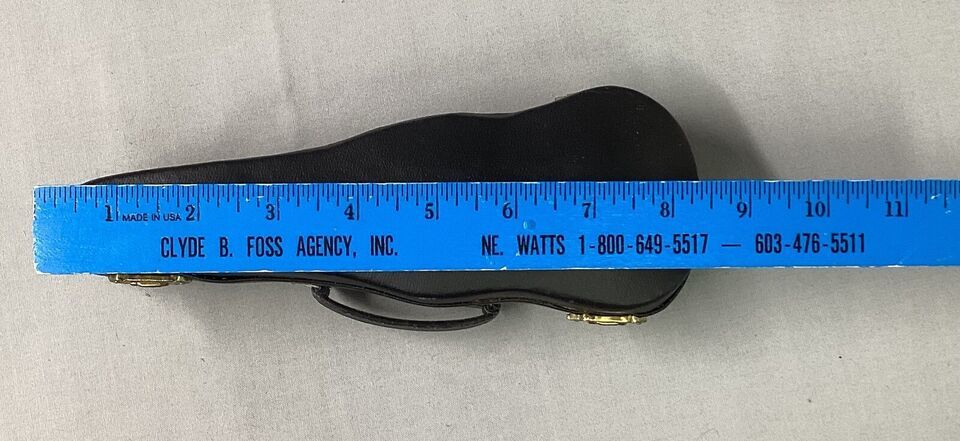 1 MADE IN USA 2 3 4 5 6 7 8 9 10 11
CLYDE B. FOSS AGENCY, INC. NE. WATTS 1-800-649-5517 — 603-476-5511